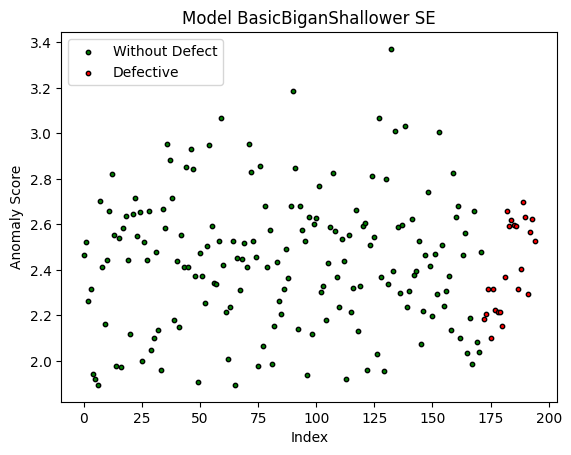 Model BasicBiganShallower SE
Without Defect
Defective
Anomaly Score
3.4
3.2
3.0
2.8
2.6
2.4
2.2
2.0
0 25 50 75 100 125 150 175 200
Index